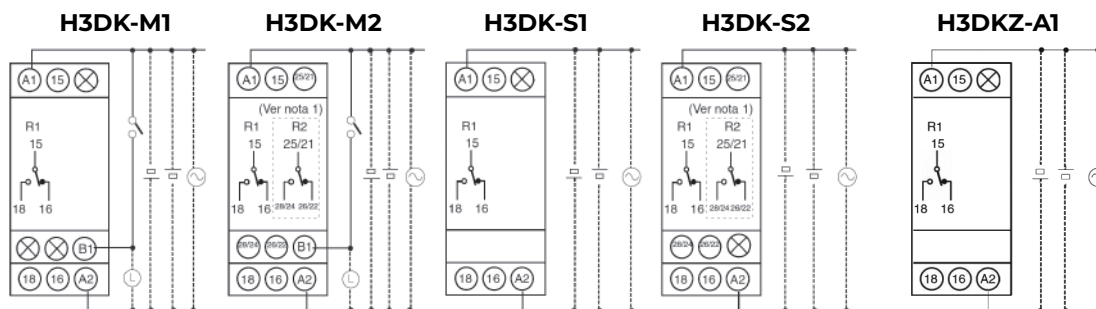 H3DK-M1
A1 15
R1
15
18 16
B1
18 16 A2
L
H3DK-M2
A1 15 25/21
(Ver nota 1)
R1 R2
15 25/21
18 16 28/24 26/22
28/24 26/22 B1
18 16 A2
L
H3DK-S1
A1 15
R1
15
18 16
18 16 A2
H3DK-S2
A1 15 25/21
(Ver nota 1)
R1 R2
15 25/21
18 16 28/24 26/22
28/24 26/22
18 16 A2
H3DKZ-A1
A1 15
R1
15
18 16
18 16 A2